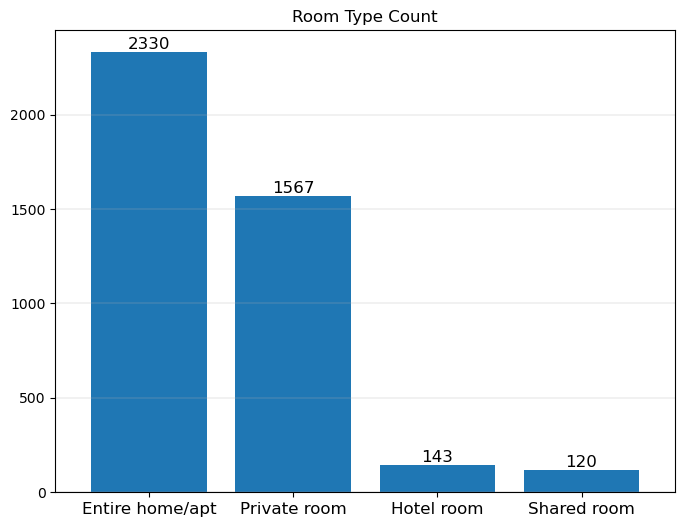 Room Type Count
2330
1567
143
120
2000
1500
1000
500
0
Entire home/apt
Private room
Hotel room
Shared room